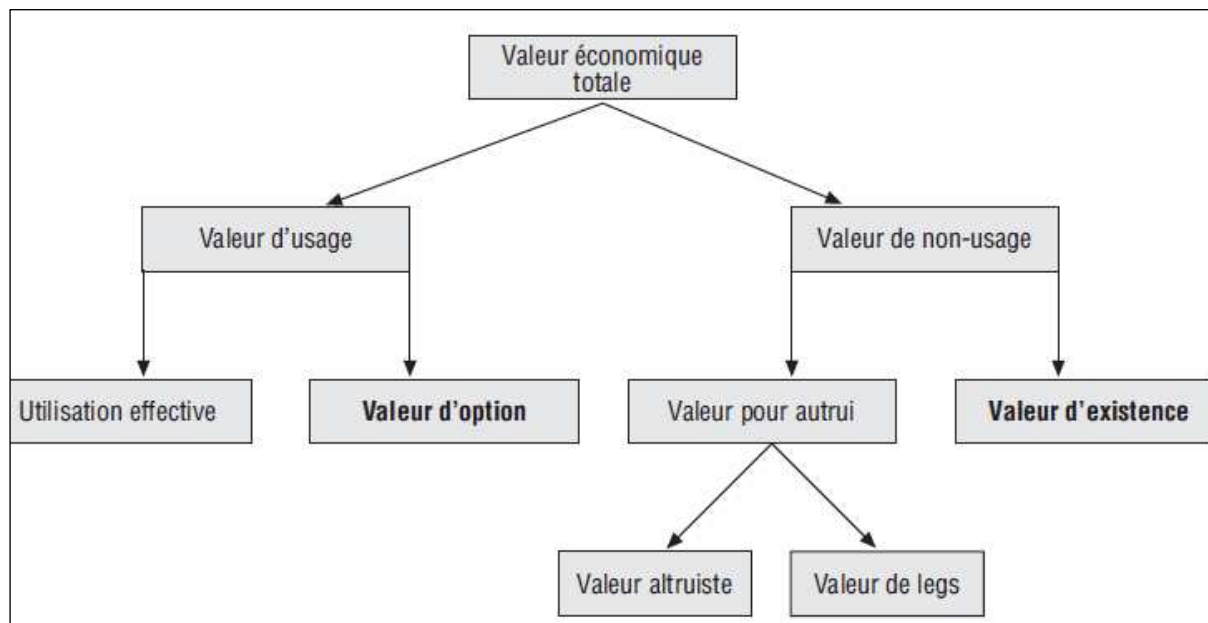 Valeur économique
totale
Valeur d’usage
Valeur de non-usage
Utilisation effective
Valeur d’option
Valeur pour autrui
Valeur d’existence
Valeur altruiste
Valeur de legs